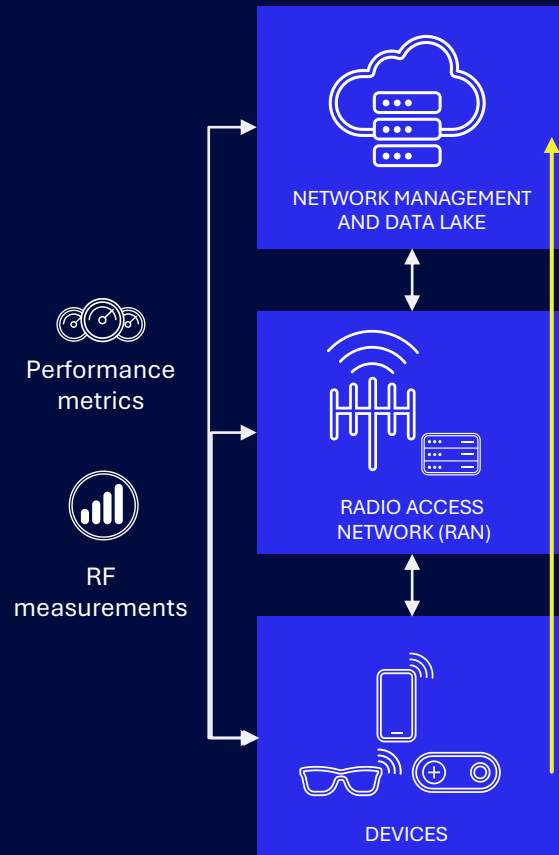 NETWORK MANAGEMENT
AND DATA LAKE
Performance
metrics
RADIO ACCESS
NETWORK (RAN)
RF
measurements
DEVICES